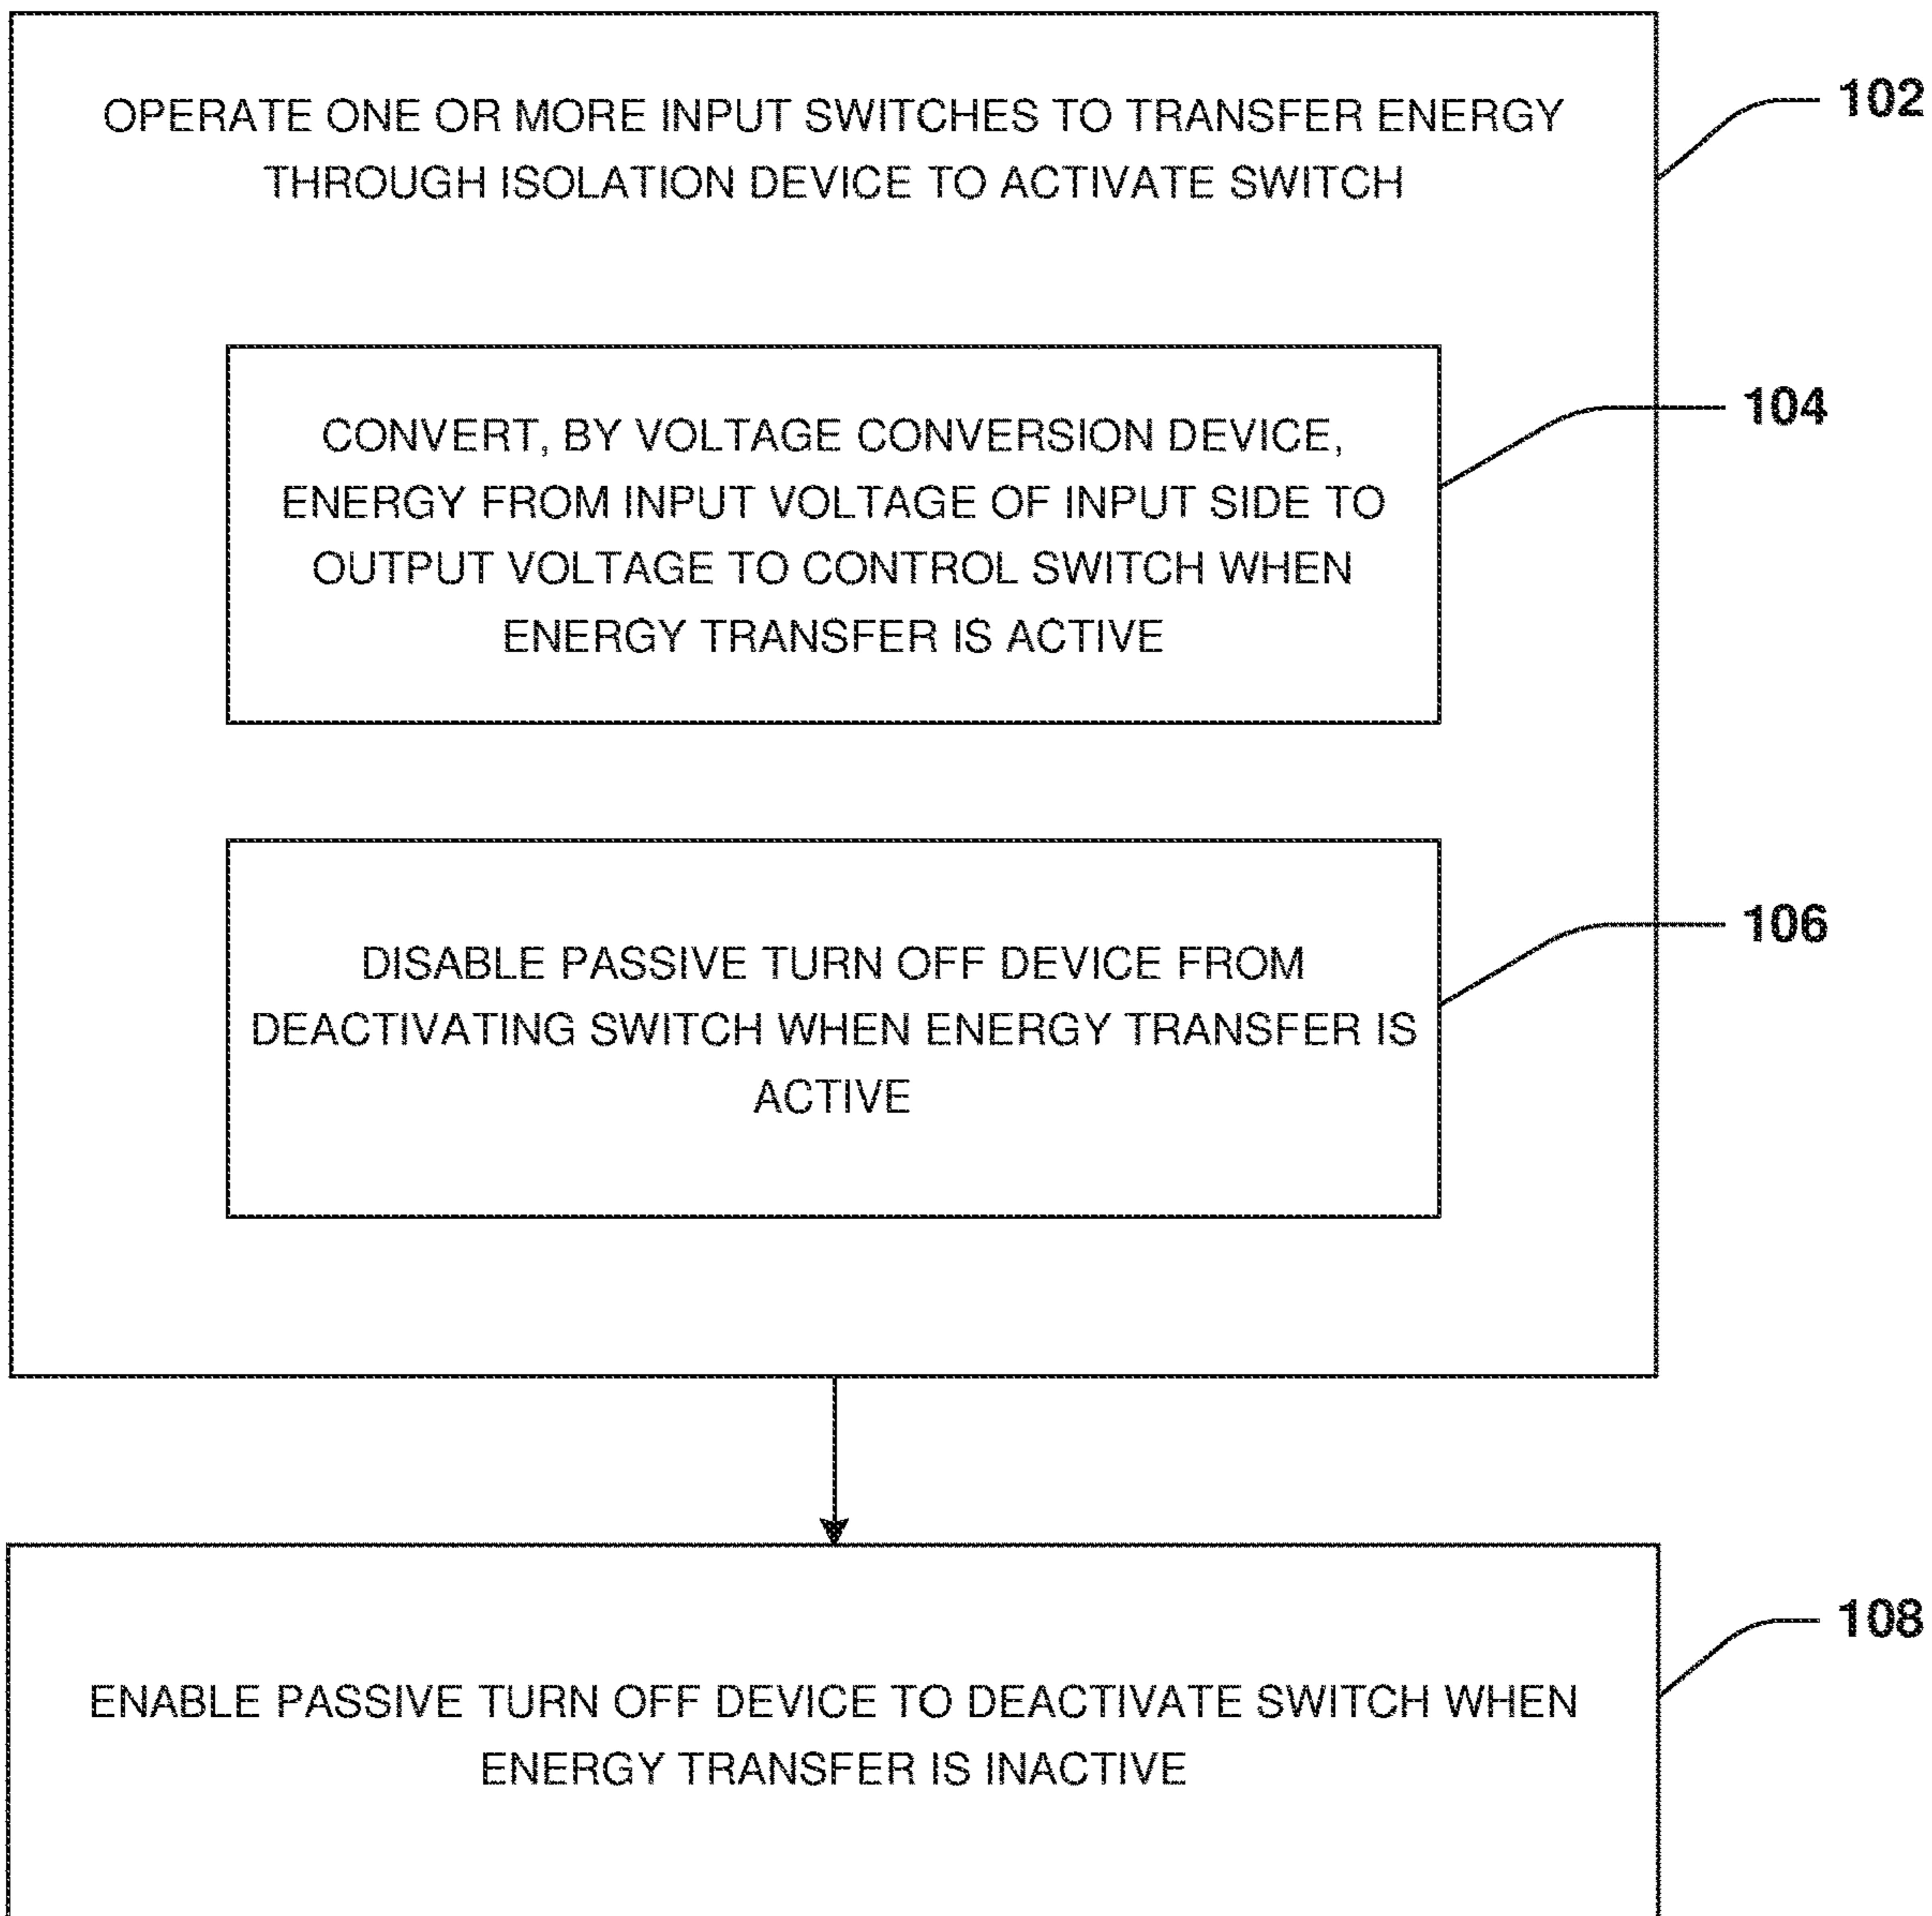 OPERATE ONE OR MORE INPUT SWITCHES TO TRANSFER ENERGY
THROUGH ISOLATION DEVICE TO ACTIVATE SWITCH
102
CONVERT, BY VOLTAGE CONVERSION DEVICE,
ENERGY FROM INPUT VOLTAGE OF INPUT SIDE TO
OUTPUT VOLTAGE TO CONTROL SWITCH WHEN
ENERGY TRANSFER IS ACTIVE
104
DISABLE PASSIVE TURN OFF DEVICE FROM
DEACTIVATING SWITCH WHEN ENERGY TRANSFER IS
ACTIVE
106
ENABLE PASSIVE TURN OFF DEVICE TO DEACTIVATE SWITCH WHEN
ENERGY TRANSFER IS INACTIVE
108